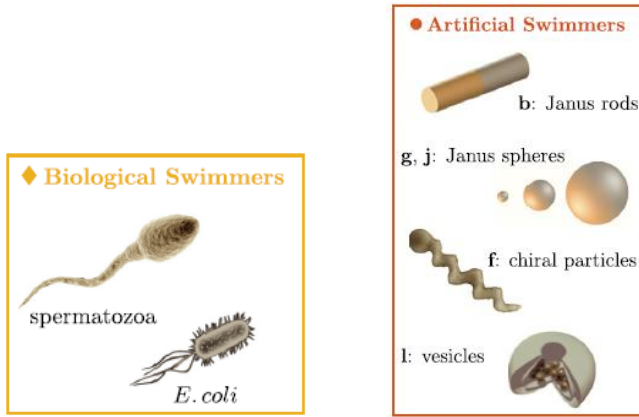 ♦ Biological Swimmers
spermatozoa
E. coli
● Artificial Swimmers
b: Janus rods
g, j: Janus spheres
f: chiral particles
l: vesicles